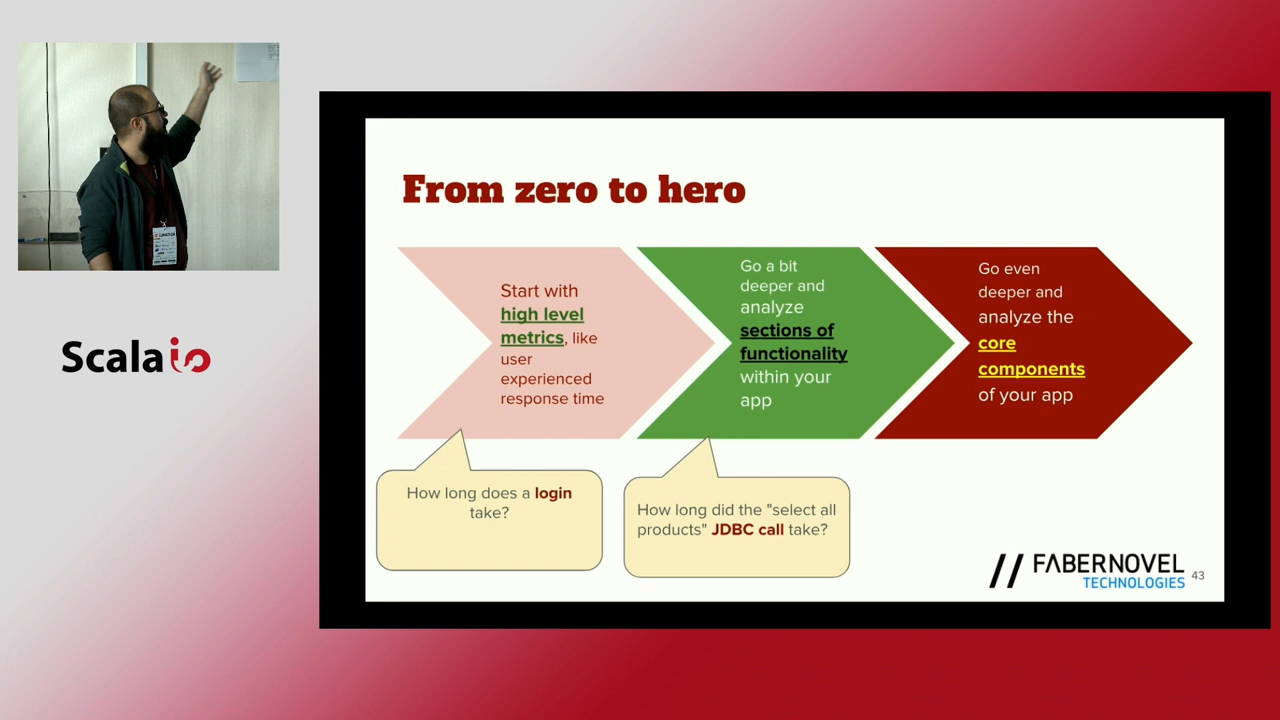 Scala io
From zero to hero
Start with
high level
metrics, like
user
experienced
response time
Go a bit
deeper and
analyze
sections of
functionality
within your
app
Go even
deeper and
analyze the
core
components
of your app
How long does a login
take?
How long did the "select all
products" JDBC call take?
// FABERNOVEL
TECHNOLOGIES
43